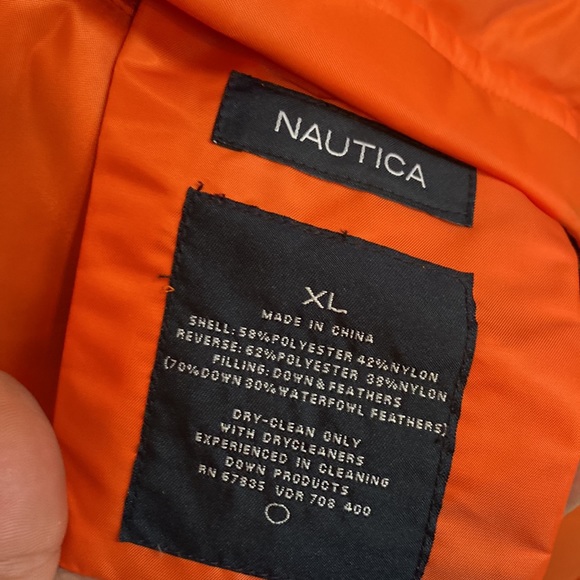 NAUTICA
XL
MADE IN CHINA
SHELL: 58% POLYESTER 42% NYLON
REVERSE: 62% POLYESTER 38% NYLON
FILLING: DOWN & FEATHERS
(70% DOWN 30% WATERFOWL FEATHERS)
DRY-CLEAN ONLY
WITH DRYCLEANERS
EXPERIENCED IN CLEANING
DOWN PRODUCTS
RN 67835 VDR 708 400